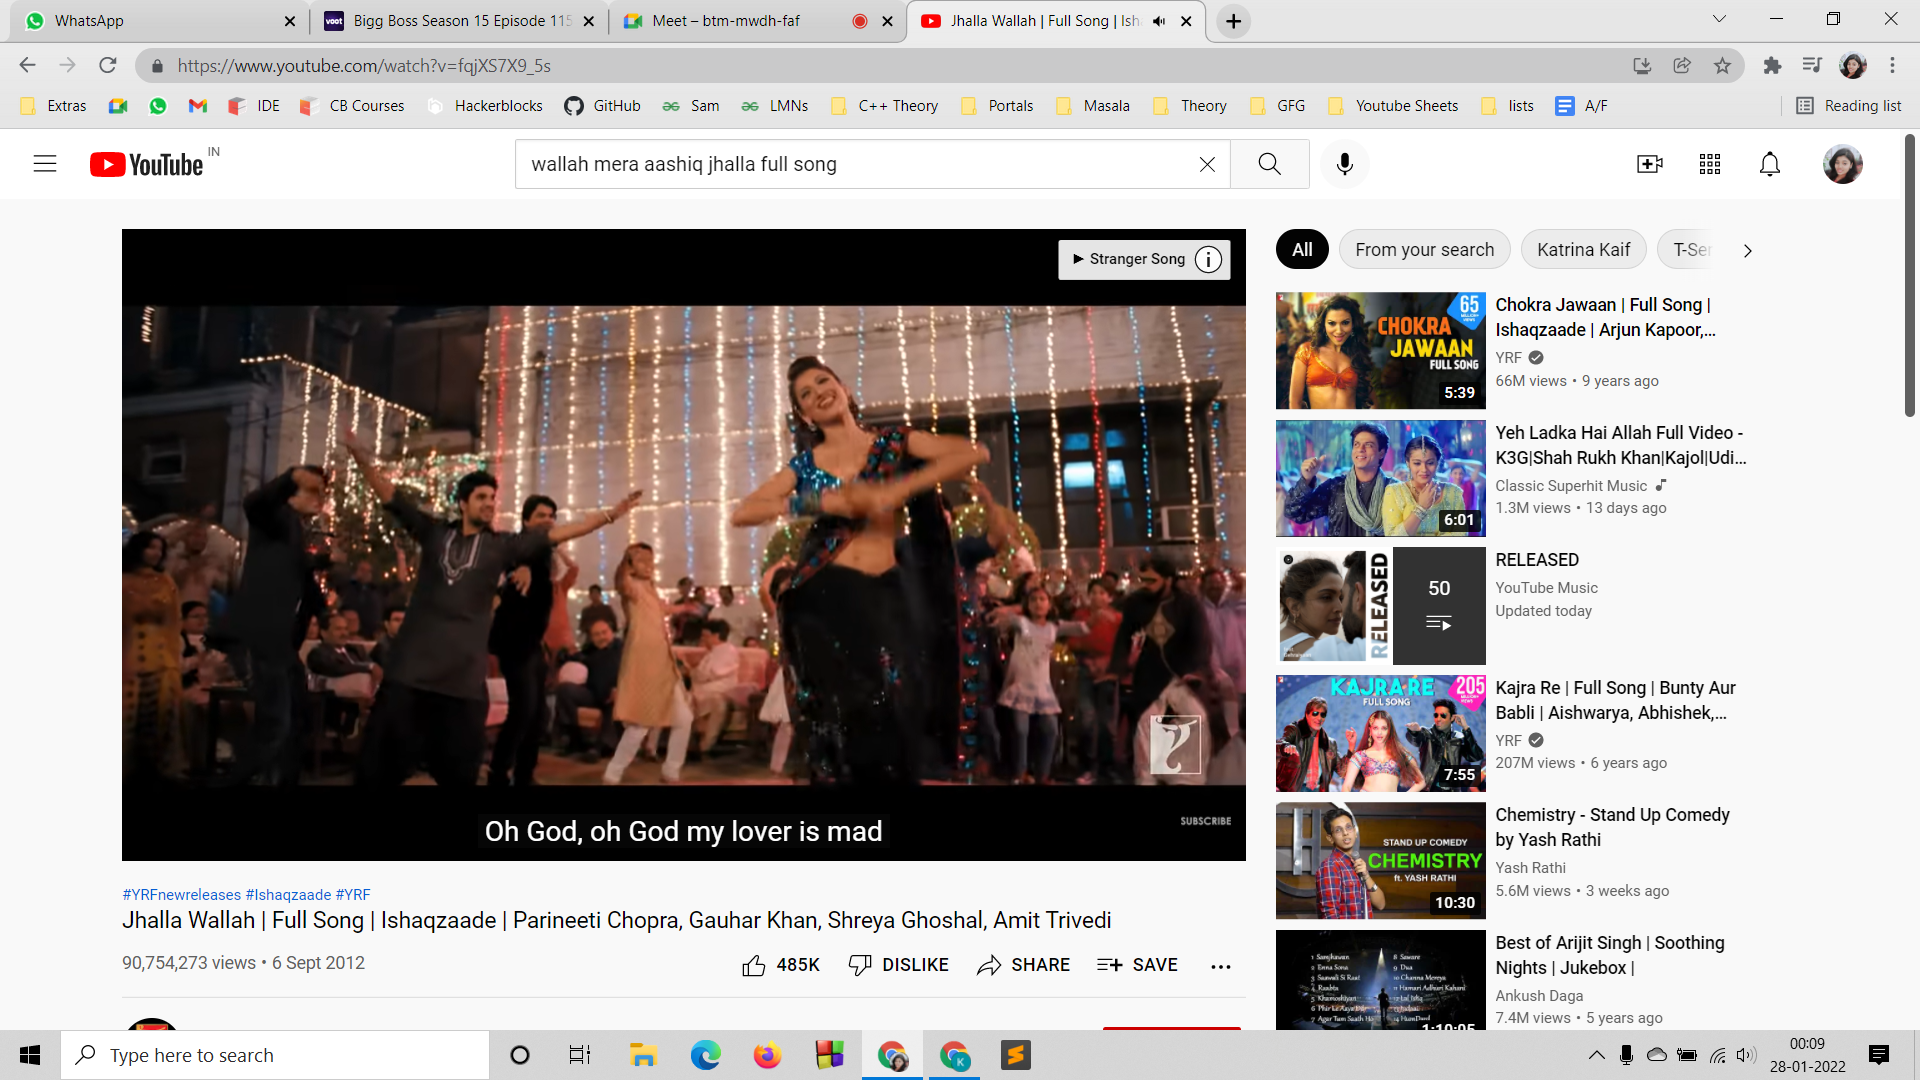 WhatsApp
Bigg Boss Season 15 Episode 115
Meet – btm-mwdh-faf
Jhalla Wallah | Full Song | Ish
https://www.youtube.com/watch?v=fqjXS7X9_5s
Extras
IDE
CB Courses
Hackerblocks
GitHub
Sam
LMNs
C++ Theory
Portals
Masala
Theory
GFG
Youtube Sheets
lists
A/F
Reading list
YouTube IN
wallah mera aashiq jhalla full song
Stranger Song
Oh God, oh God my lover is mad
SUBSCRIBE
#YRFnewreleases #Ishaqzaade #YRF
Jhalla Wallah | Full Song | Ishaqzaade | Parineeti Chopra, Gauhar Khan, Shreya Ghoshal, Amit Trivedi
90,754,273 views • 6 Sept 2012
485K
DISLIKE
SHARE
SAVE
All
From your search
Katrina Kaif
T-Ser
65
CHOKRA
JAWAAN
FULL SONG
5:39
Chokra Jawaan | Full Song |
Ishaqzaade | Arjun Kapoor,...
YRF
66M views • 9 years ago
6:01
Yeh Ladka Hai Allah Full Video -
K3G|Shah Rukh Khan|Kajol|Udi...
Classic Superhit Music
1.3M views • 13 days ago
RELEASED
50
RELEASED
YouTube Music
Updated today
KAJRA RE
FULL SONG
205
7:55
Kajra Re | Full Song | Bunty Aur
Babli | Aishwarya, Abhishek,...
YRF
207M views • 6 years ago
STAND UP COMEDY
CHEMISTRY
ft. YASH RATHI
10:30
Chemistry - Stand Up Comedy
by Yash Rathi
Yash Rathi
5.6M views • 3 weeks ago
Best of Arijit Singh | Soothing
Nights | Jukebox |
Ankush Daga
7.4M views • 5 years ago
Type here to search
K
00:09
28-01-2022